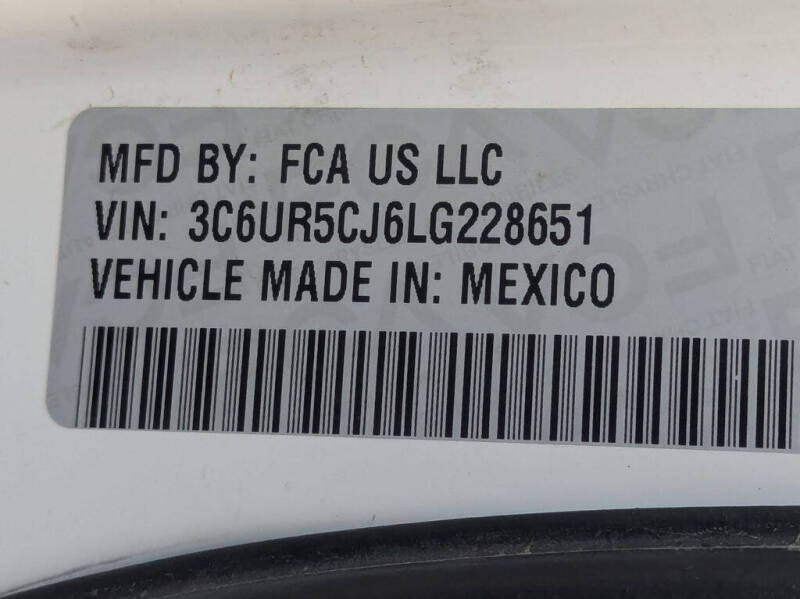 MFD BY: FCA US LLC
VIN: 3C6UR5CJ6LG228651
VEHICLE MADE IN: MEXICO